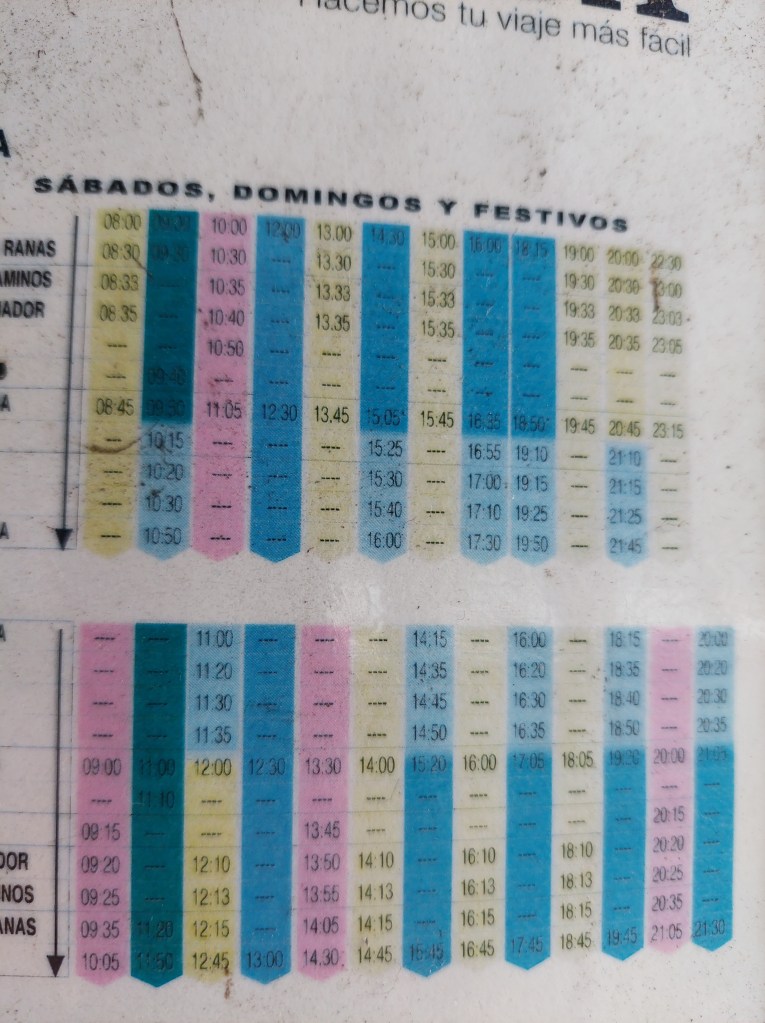 Hacemos tu viaje más fácil
A
SÁBADOS, DOMINGOS Y FESTIVOS
08:00 09:00 10:00 12:00 13.00 14:30 15:00 16:00 18:15 19:00 20:00 22:30
RANAS 08:30 09:30 10:30 ---- 13.30 ---- 15:30 ---- ---- 19:30 20:30 23:00
AMINOS 08:33 ---- 10:35 ---- 13.33 ---- 15:33 ---- ---- 19:33 20:33 23:03
ADOR 08:35 ---- 10:40 ---- 13.35 ---- 15:35 ---- ---- 19:35 20:35 23:05
---- ---- 10:50 ---- ---- ---- ---- ---- ---- ---- ---- ----
---- 09:40 ---- ---- ---- ---- ---- ---- ---- ---- ---- ----
A 08:45 11:05 12:30 13.45 15:05 15:45 16:35 18:50 19:45 20:45 23:15
---- 10:15 ---- ---- ---- 15:25 ---- 16:55 19:10 ---- 21:10 ----
---- 10:20 ---- ---- ---- 15:30 ---- 17:00 19:15 ---- 21:15 ----
---- 10:30 ---- ---- ---- 15:40 ---- 17:10 19:25 ---- 21:25 ----
A ---- 10:50 ---- ---- ---- 16:00 ---- 17:30 19:50 ---- 21:45 ----
A ---- ---- 11:00 ---- ---- ---- 14:15 ---- 16:00 ---- 18:15 ---- 20:00
---- ---- 11:20 ---- ---- ---- 14:35 ---- 16:20 ---- 18:35 ---- 20:20
---- ---- 11:30 ---- ---- ---- 14:45 ---- 16:30 ---- 18:40 ---- 20:30
---- ---- 11:35 ---- ---- ---- 14:50 ---- 16:35 ---- 18:50 ---- 20:35
09:00 11:00 12:00 12:30 13:30 14:00 15:20 16:00 17:05 18:05 19:20 20:00 21:05
---- 11:10 ---- ---- ---- ---- ---- ---- ---- ---- ---- ---- ----
09:15 ---- ---- ---- 13:45 ---- ---- ---- ---- ---- ---- 20:15 ----
DOR 09:20 ---- 12:10 ---- 13:50 14:10 ---- 16:10 ---- 18:10 ---- 20:20 ----
INOS 09:25 ---- 12:13 ---- 13:55 14:13 ---- 16:13 ---- 18:13 ---- 20:25 ----
ANAS 09:35 11:20 12:15 ---- 14:05 14:15 ---- 16:15 ---- 18:15 ---- 20:35 ----
10:05 11:50 12:45 13:00 14.30 14:45 15:45 16:45 17:45 18:45 19:45 21:05 21:30